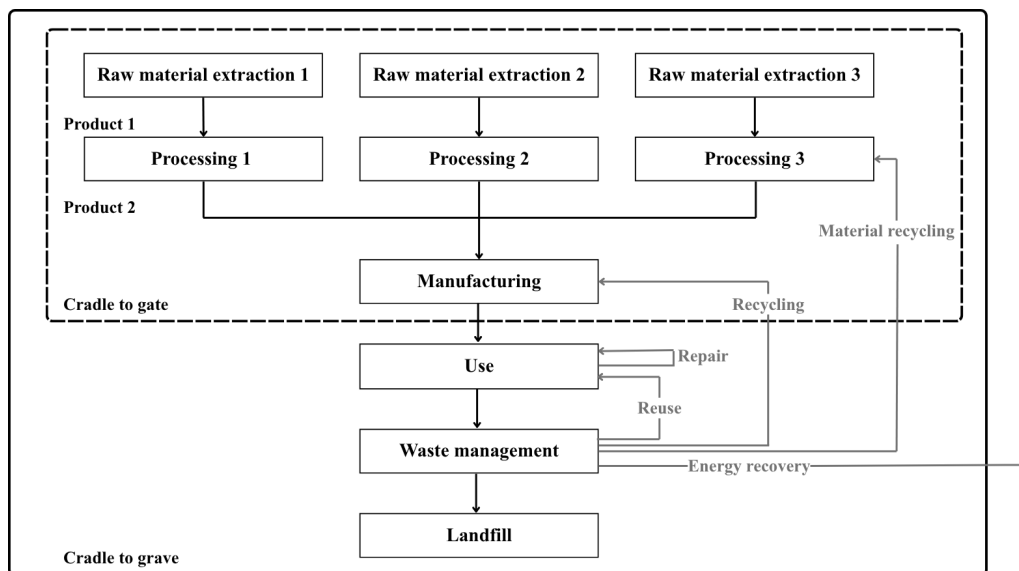 Raw material extraction 1
Raw material extraction 2
Raw material extraction 3
Product 1
Processing 1
Processing 2
Processing 3
Product 2
Material recycling
Manufacturing
Cradle to gate
Recycling
Use
Repair
Reuse
Waste management
Energy recovery
Landfill
Cradle to grave